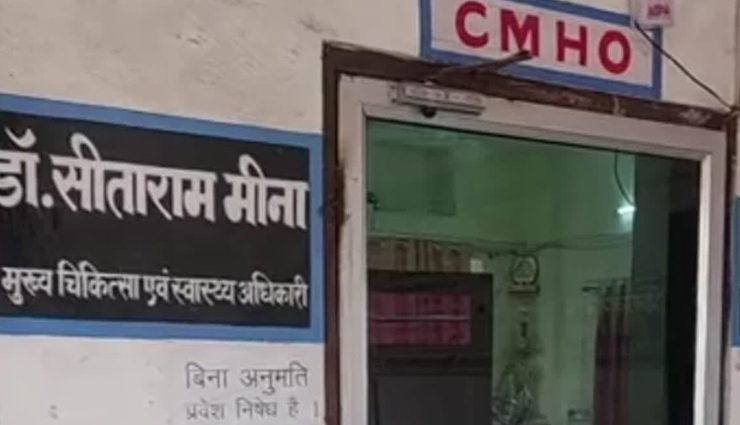 CMHO
डॉ. सीताराम मीना
मुख्य चिकित्सा एवं स्वास्थ्य अधिकारी
बिना अनुमति
प्रवेश निषेध है ।